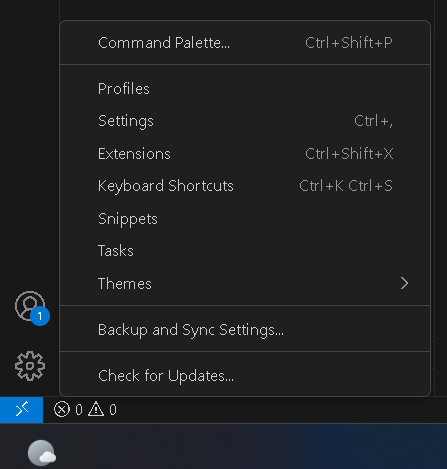 Command Palette... Ctrl+Shift+P
Profiles
Settings Ctrl+,
Extensions Ctrl+Shift+X
Keyboard Shortcuts Ctrl+K Ctrl+S
Snippets
Tasks
Themes
1
Backup and Sync Settings...
Check for Updates...
0 0